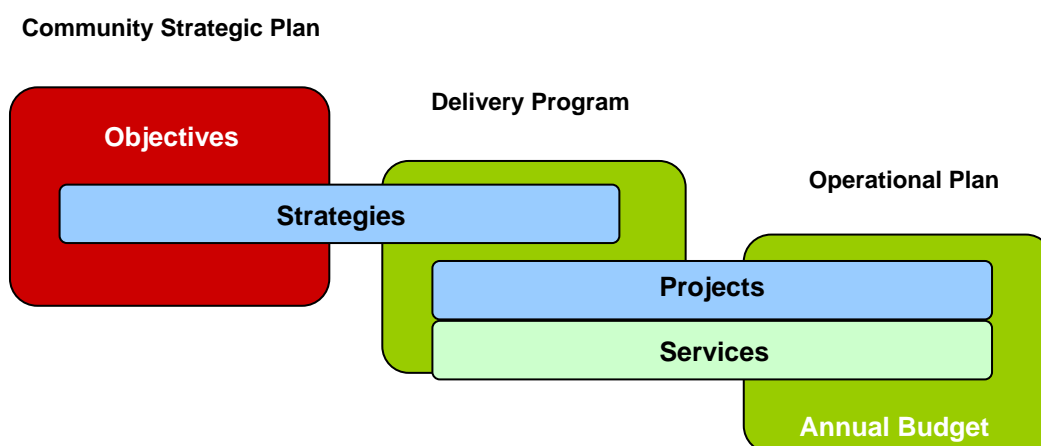 Community Strategic Plan
Delivery Program
Objectives
Operational Plan
Strategies
Projects
Services
Annual Budget